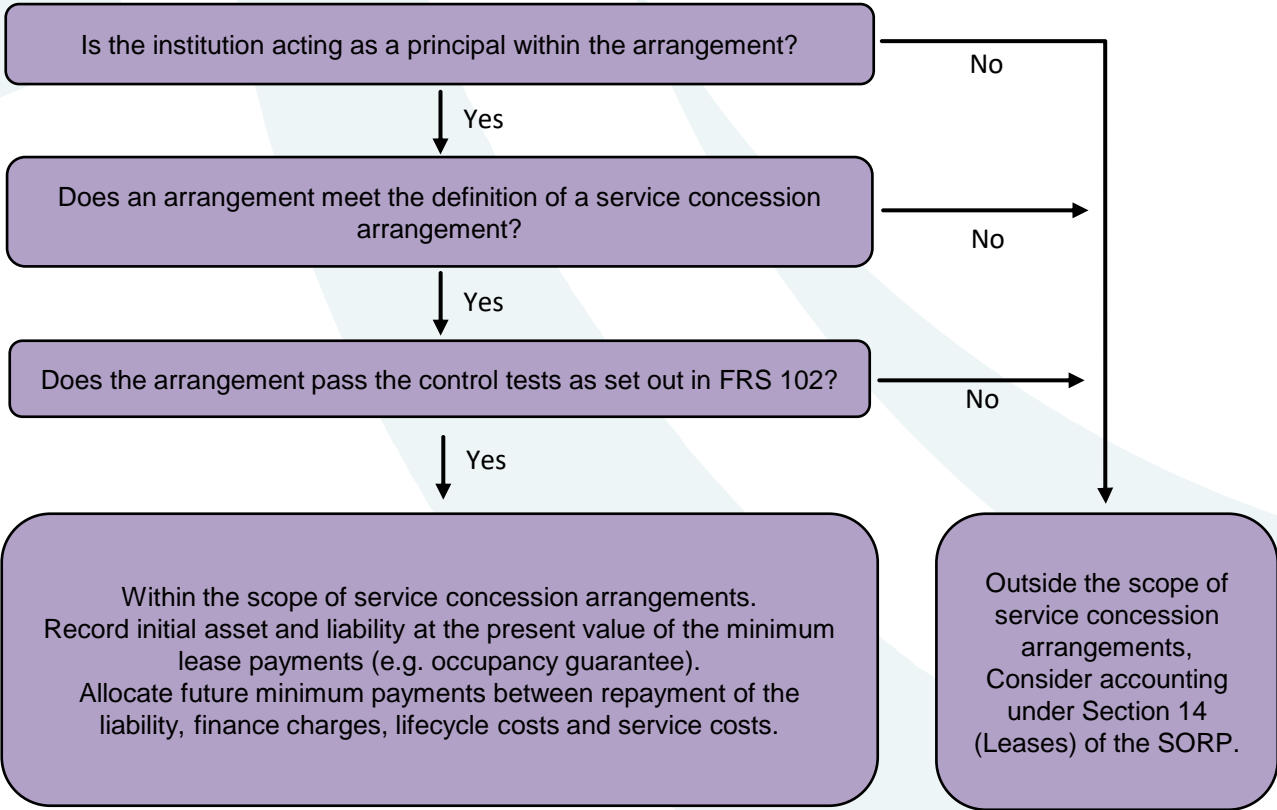 Is the institution acting as a principal within the arrangement?
No
Yes
Does an arrangement meet the definition of a service concession
arrangement?
No
Yes
Does the arrangement pass the control tests as set out in FRS 102?
No
Yes
Within the scope of service concession arrangements.
Record initial asset and liability at the present value of the minimum
lease payments (e.g. occupancy guarantee).
Allocate future minimum payments between repayment of the
liability, finance charges, lifecycle costs and service costs.
Outside the scope of
service concession
arrangements,
Consider accounting
under Section 14
(Leases) of the SORP.